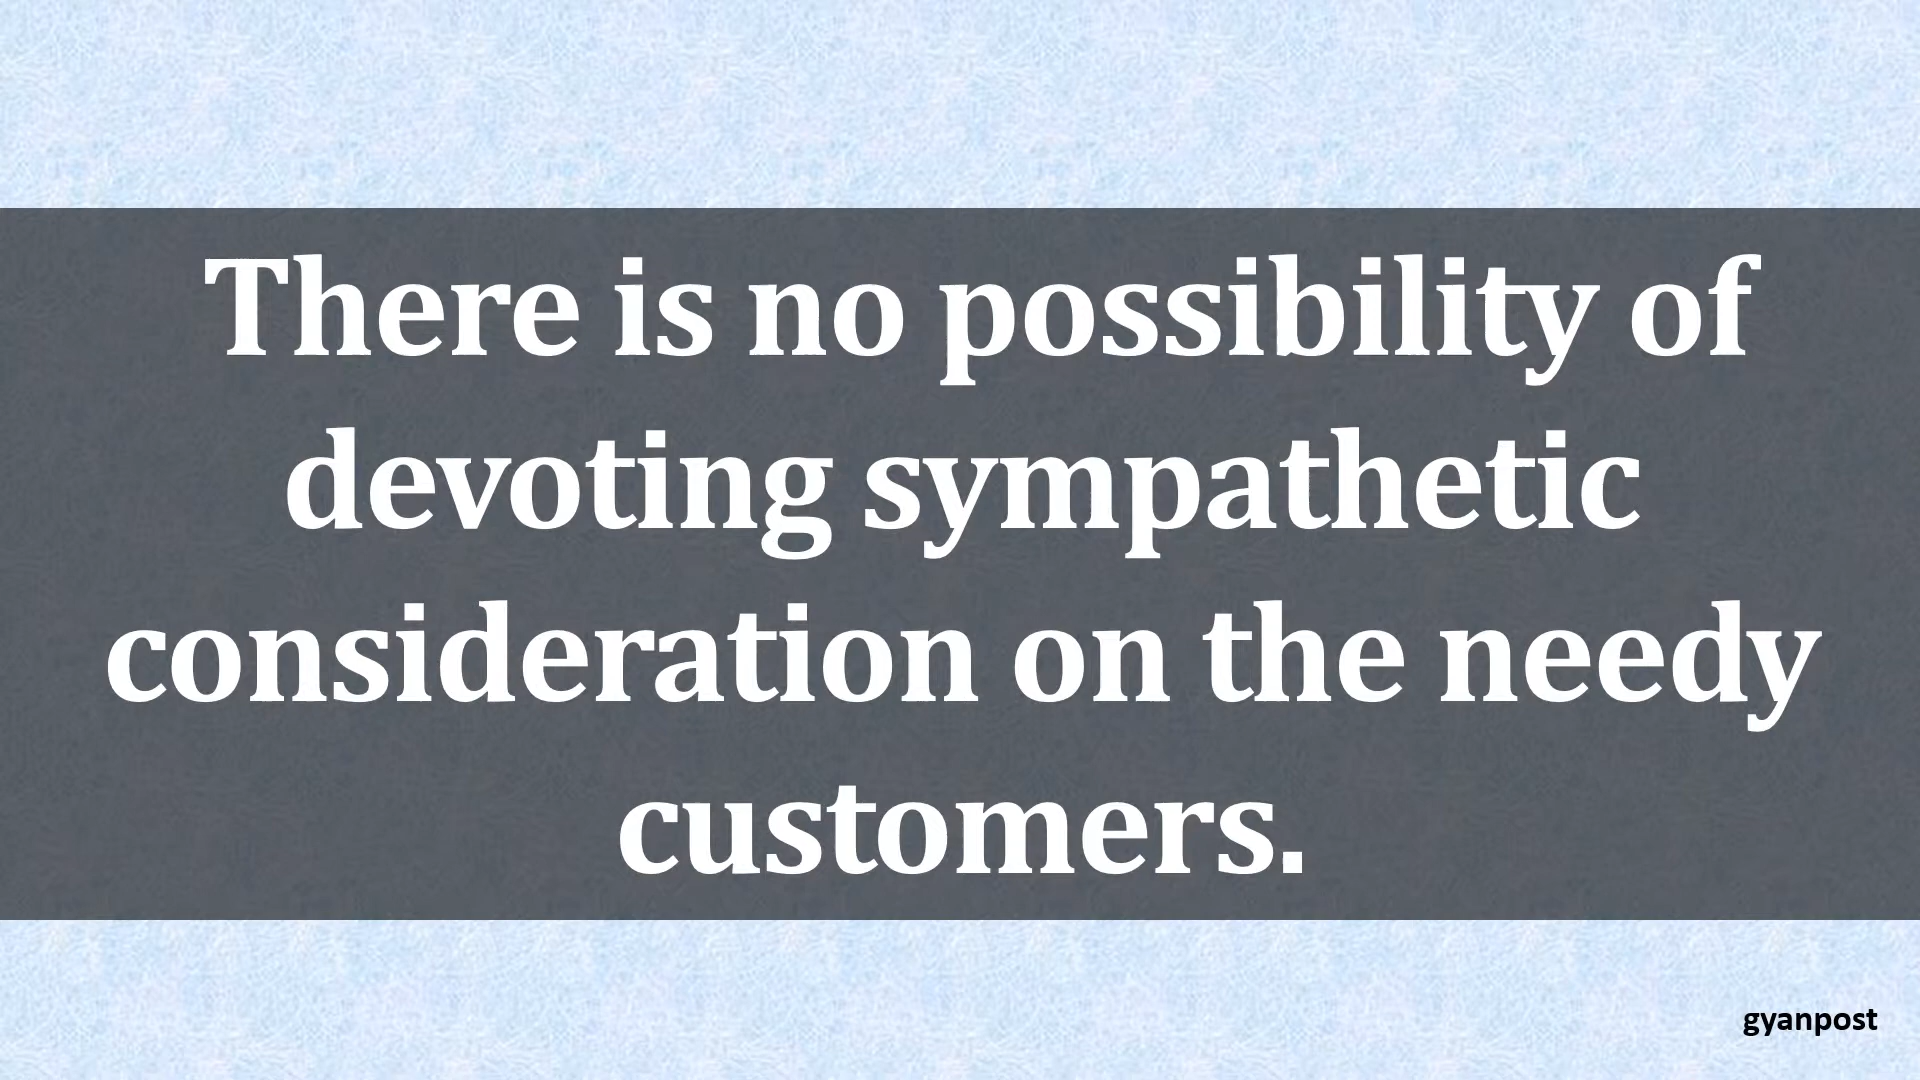 There is no possibility of
devoting sympathetic
consideration on the needy
customers.
gyanpost